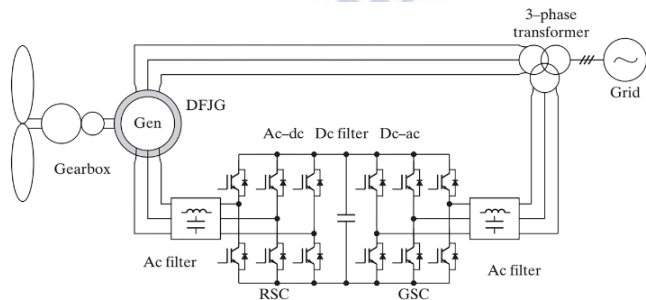 3–phase
transformer
Grid
DFJG
Gen
Gearbox
Ac–dc
Dc filter
Dc–ac
Ac filter
Ac filter
RSC
GSC